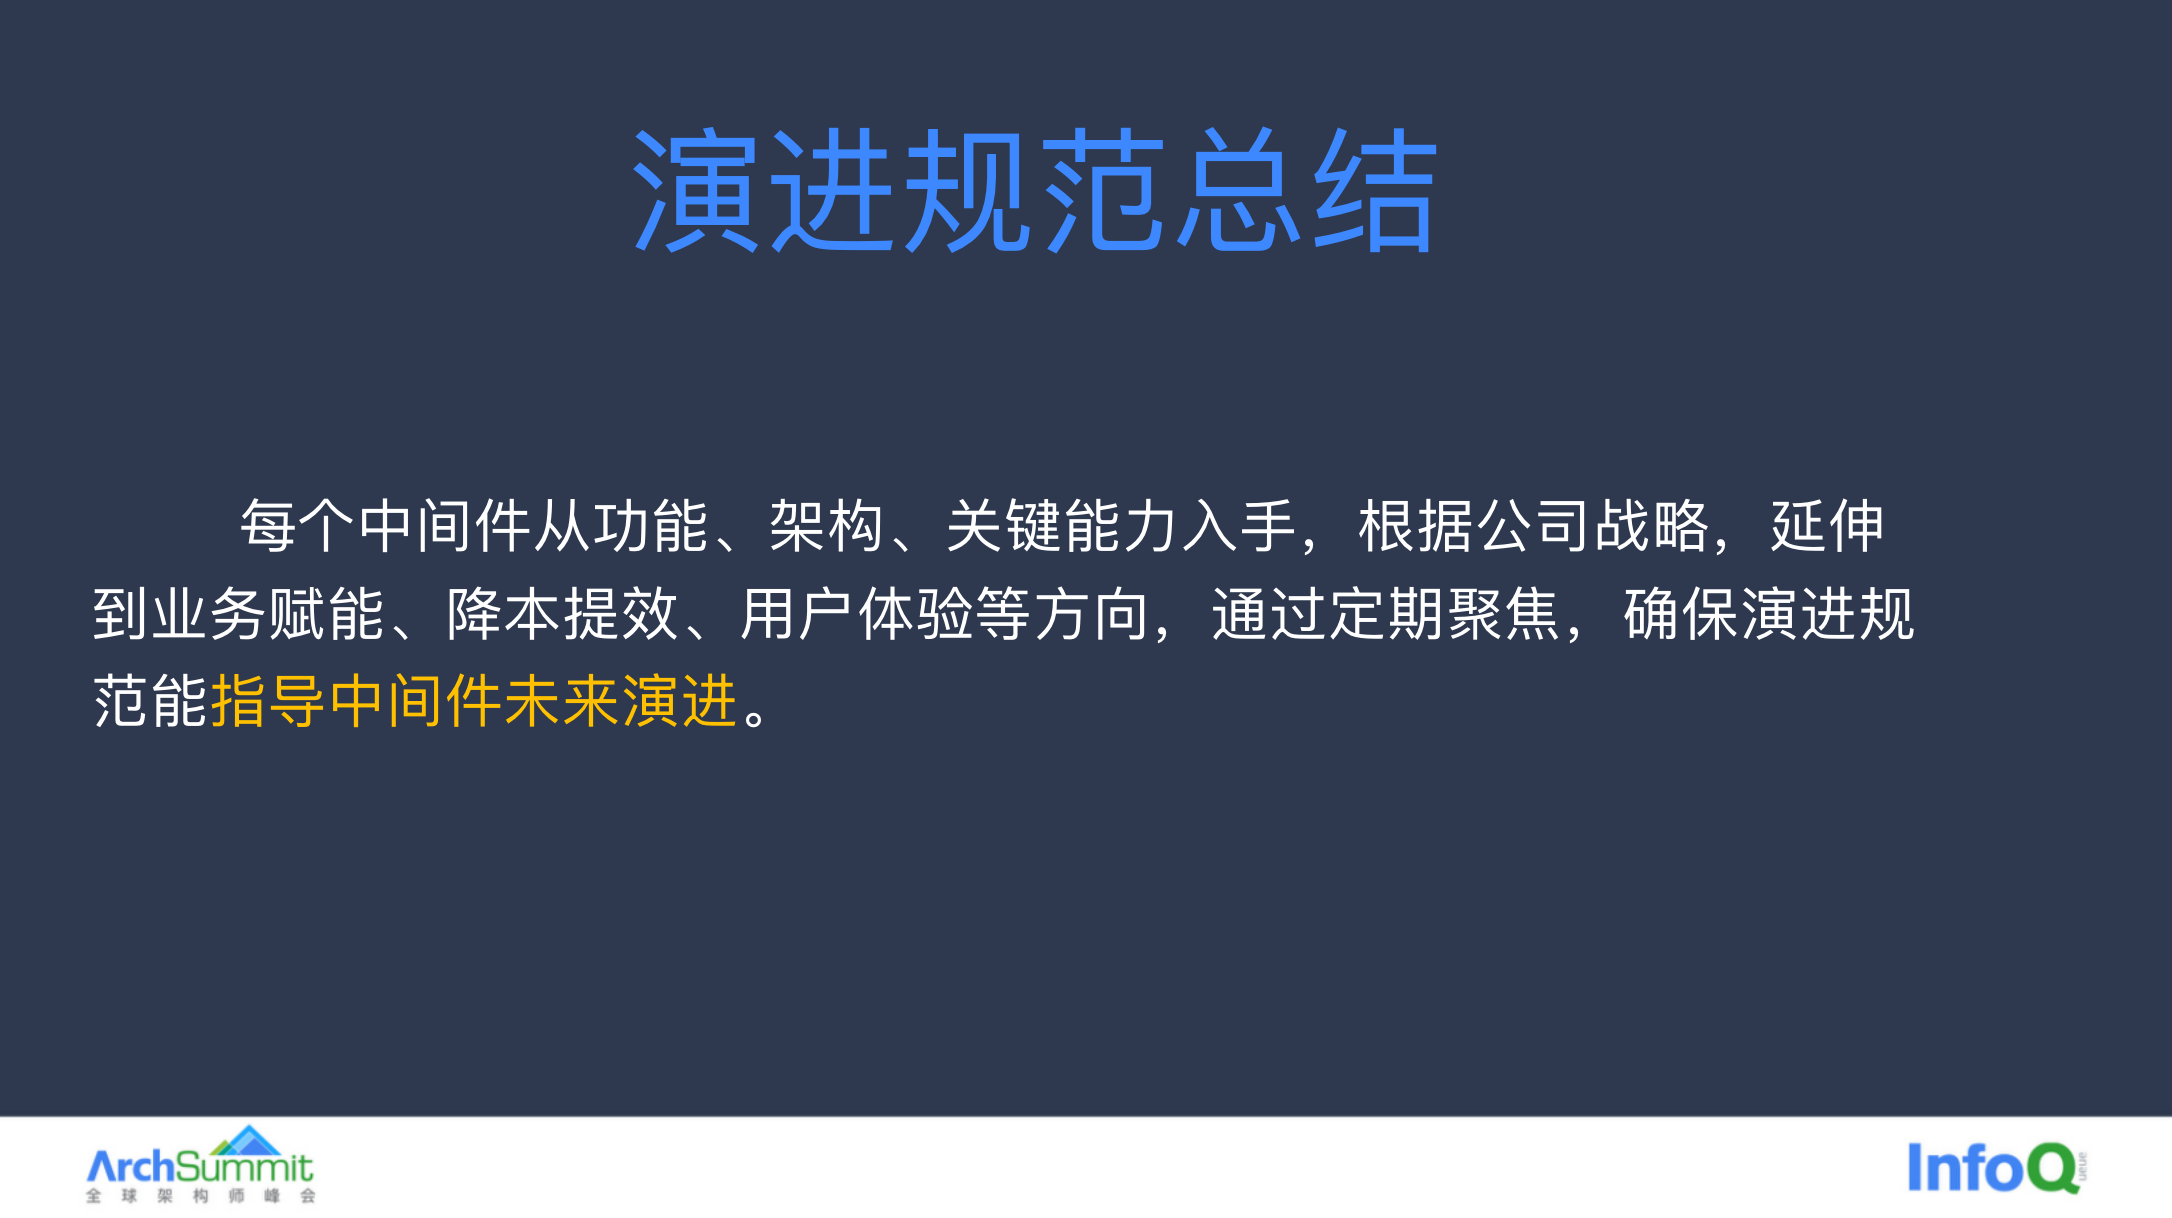 演进规范总结
每个中间件从功能、架构、关键能力入手，根据公司战略，延伸
到业务赋能、降本提效、用户体验等方向，通过定期聚焦，确保演进规
范能指导中间件未来演进。
ArchSummit
全球架构师峰会
InfoQueue